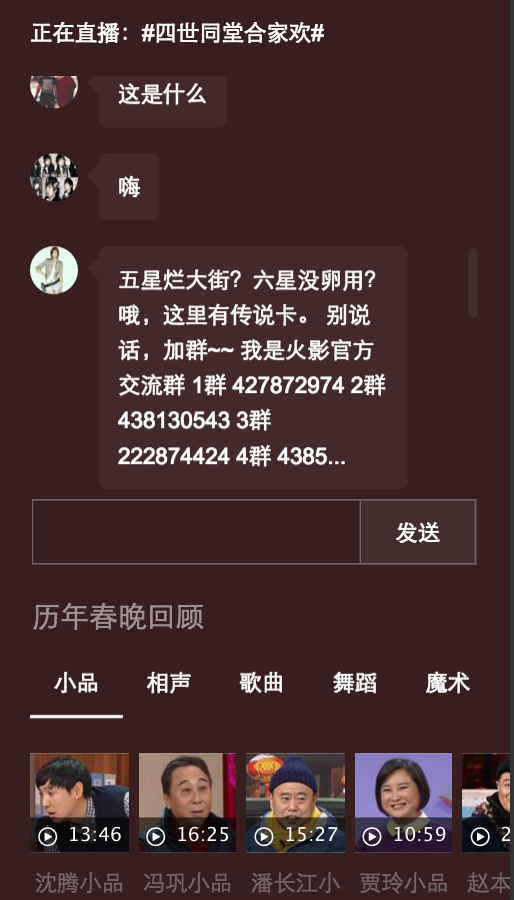 正在直播：#四世同堂合家欢#
这是什么
嗨
五星烂大街？六星没卵用？
哦，这里有传说卡。 别说
话，加群~~ 我是火影官方
交流群 1群 427872974 2群
438130543 3群
222874424 4群 4385...
发送
历年春晚回顾
小品 相声 歌曲 舞蹈 魔术
13:46 16:25 15:27 10:59 2
沈腾小品 冯巩小品 潘长江小 贾玲小品 赵本